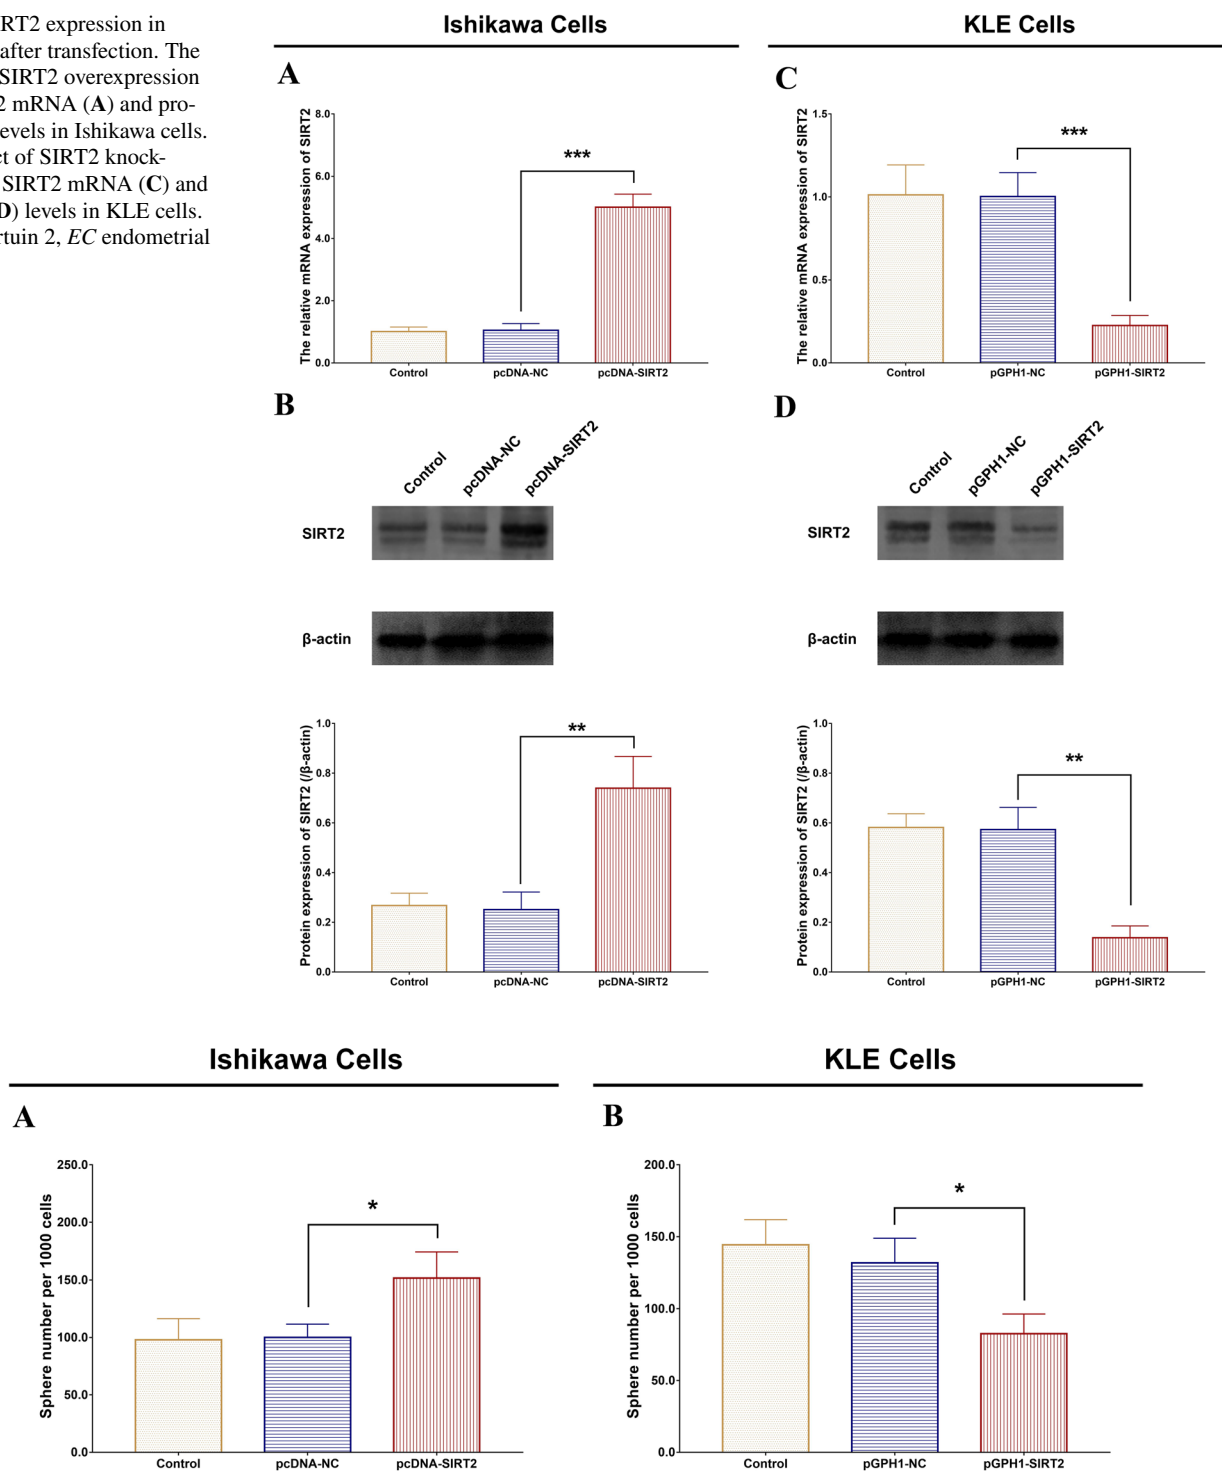 RT2 expression in
after transfection. The
SIRT2 overexpression
2 mRNA (A) and pro-
evels in Ishikawa cells.
ct of SIRT2 knock-
SIRT2 mRNA (C) and
D) levels in KLE cells.
rtuin 2, EC endometrial
Ishikawa Cells
A
The relative mRNA expression of SIRT2
8.0
6.0
4.0
2.0
0.0
***
Control
pcDNA-NC
pcDNA-SIRT2
B
Control
pcDNA-NC
pcDNA-SIRT2
SIRT2
β-actin
Protein expression of SIRT2 (/β-actin)
1.0
0.8
0.6
0.4
0.2
0.0
**
Control
pcDNA-NC
pcDNA-SIRT2
KLE Cells
C
The relative mRNA expression of SIRT2
1.5
1.0
0.5
0.0
***
Control
pGPH1-NC
pGPH1-SIRT2
D
Control
pGPH1-NC
pGPH1-SIRT2
SIRT2
β-actin
Protein expression of SIRT2 (/β-actin)
1.0
0.8
0.6
0.4
0.2
0.0
**
Control
pGPH1-NC
pGPH1-SIRT2
Ishikawa Cells
A
Sphere number per 1000 cells
250.0
200.0
150.0
100.0
50.0
0.0
*
Control
pcDNA-NC
pcDNA-SIRT2
KLE Cells
B
Sphere number per 1000 cells
200.0
150.0
100.0
50.0
0.0
*
Control
pGPH1-NC
pGPH1-SIRT2